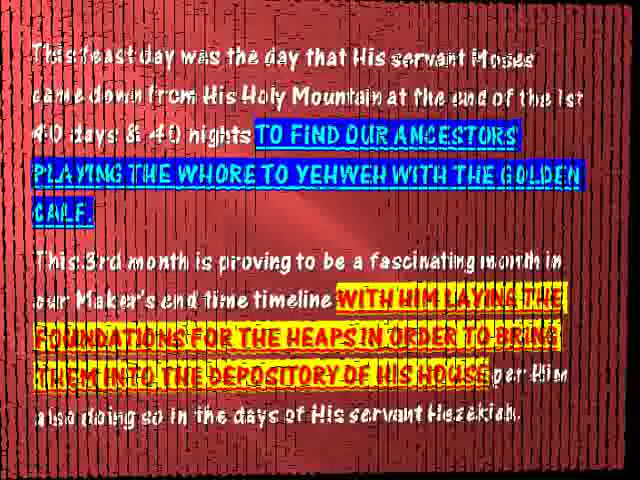 This feast day was the day that His servant Moses
came down from His Holy Mountain at the end of the 1st
40 days & 40 nights TO FIND OUR ANCESTORS
PLAYING THE WHORE TO YEHWEH WITH THE GOLDEN
CALF.
This 3rd month is proving to be a fascinating month in
our Maker's end time timeline WITH HIM LAYING THE
FOUNDATIONS FOR THE HEAPS IN ORDER TO BRING
THEM INTO THE DEPOSITORY OF HIS HOUSE per Him
also doing so in the days of His servant Hezekiah.